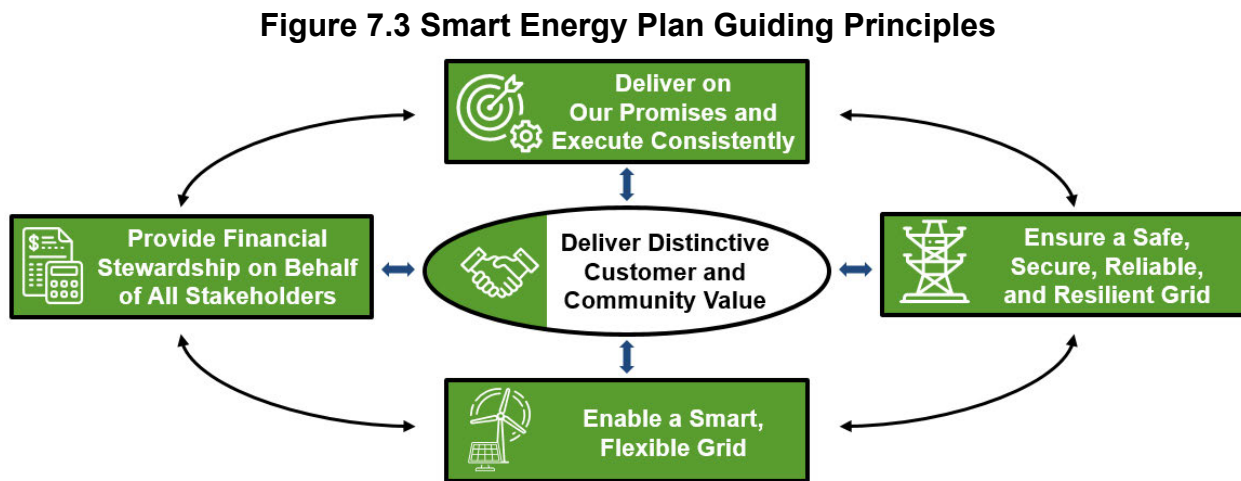 Figure 7.3 Smart Energy Plan Guiding Principles
Deliver on
Our Promises and
Execute Consistently
$
Provide Financial
Stewardship on Behalf
of All Stakeholders
Deliver Distinctive
Customer and
Community Value
Ensure a Safe,
Secure, Reliable,
and Resilient Grid
Enable a Smart,
Flexible Grid